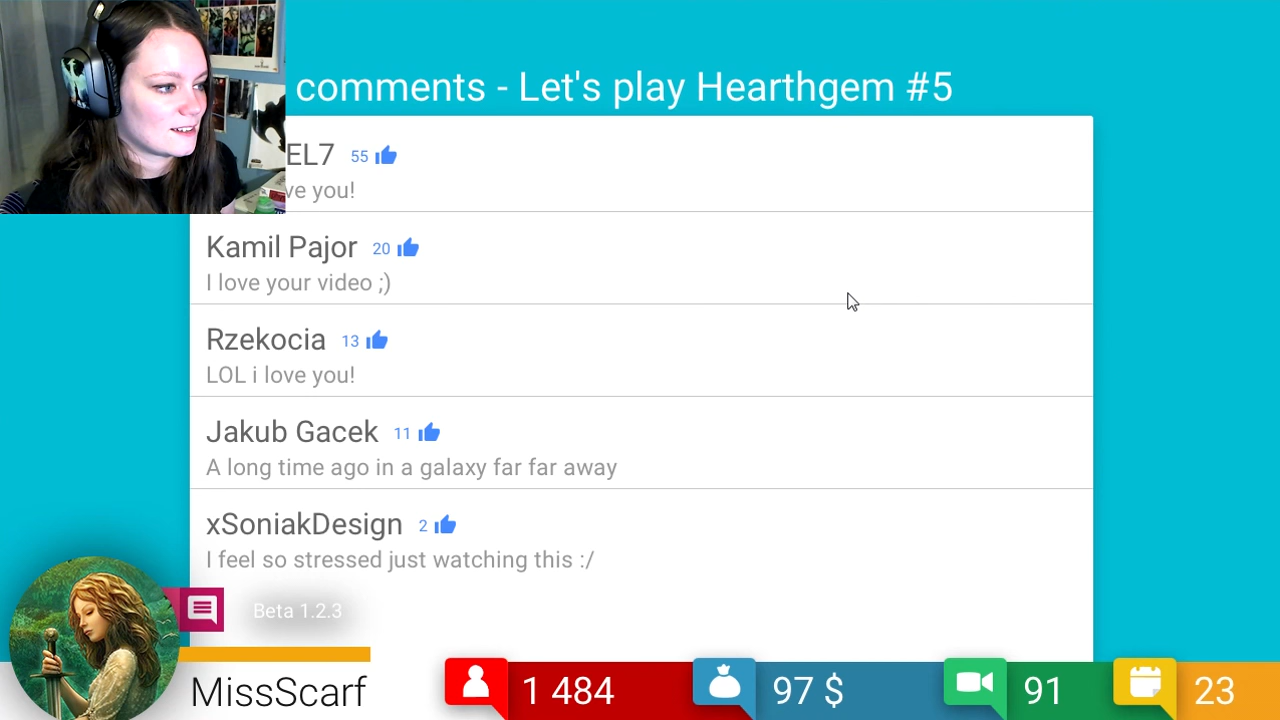 comments - Let's play Hearthgem #5
EL7 55
ve you!
Kamil Pajor 20
I love your video ;)
Rzekocia 13
LOL i love you!
Jakub Gacek 11
A long time ago in a galaxy far far away
xSoniakDesign 2
I feel so stressed just watching this :/
Beta 1.2.3
MissScarf
1 484
97 $
91
23